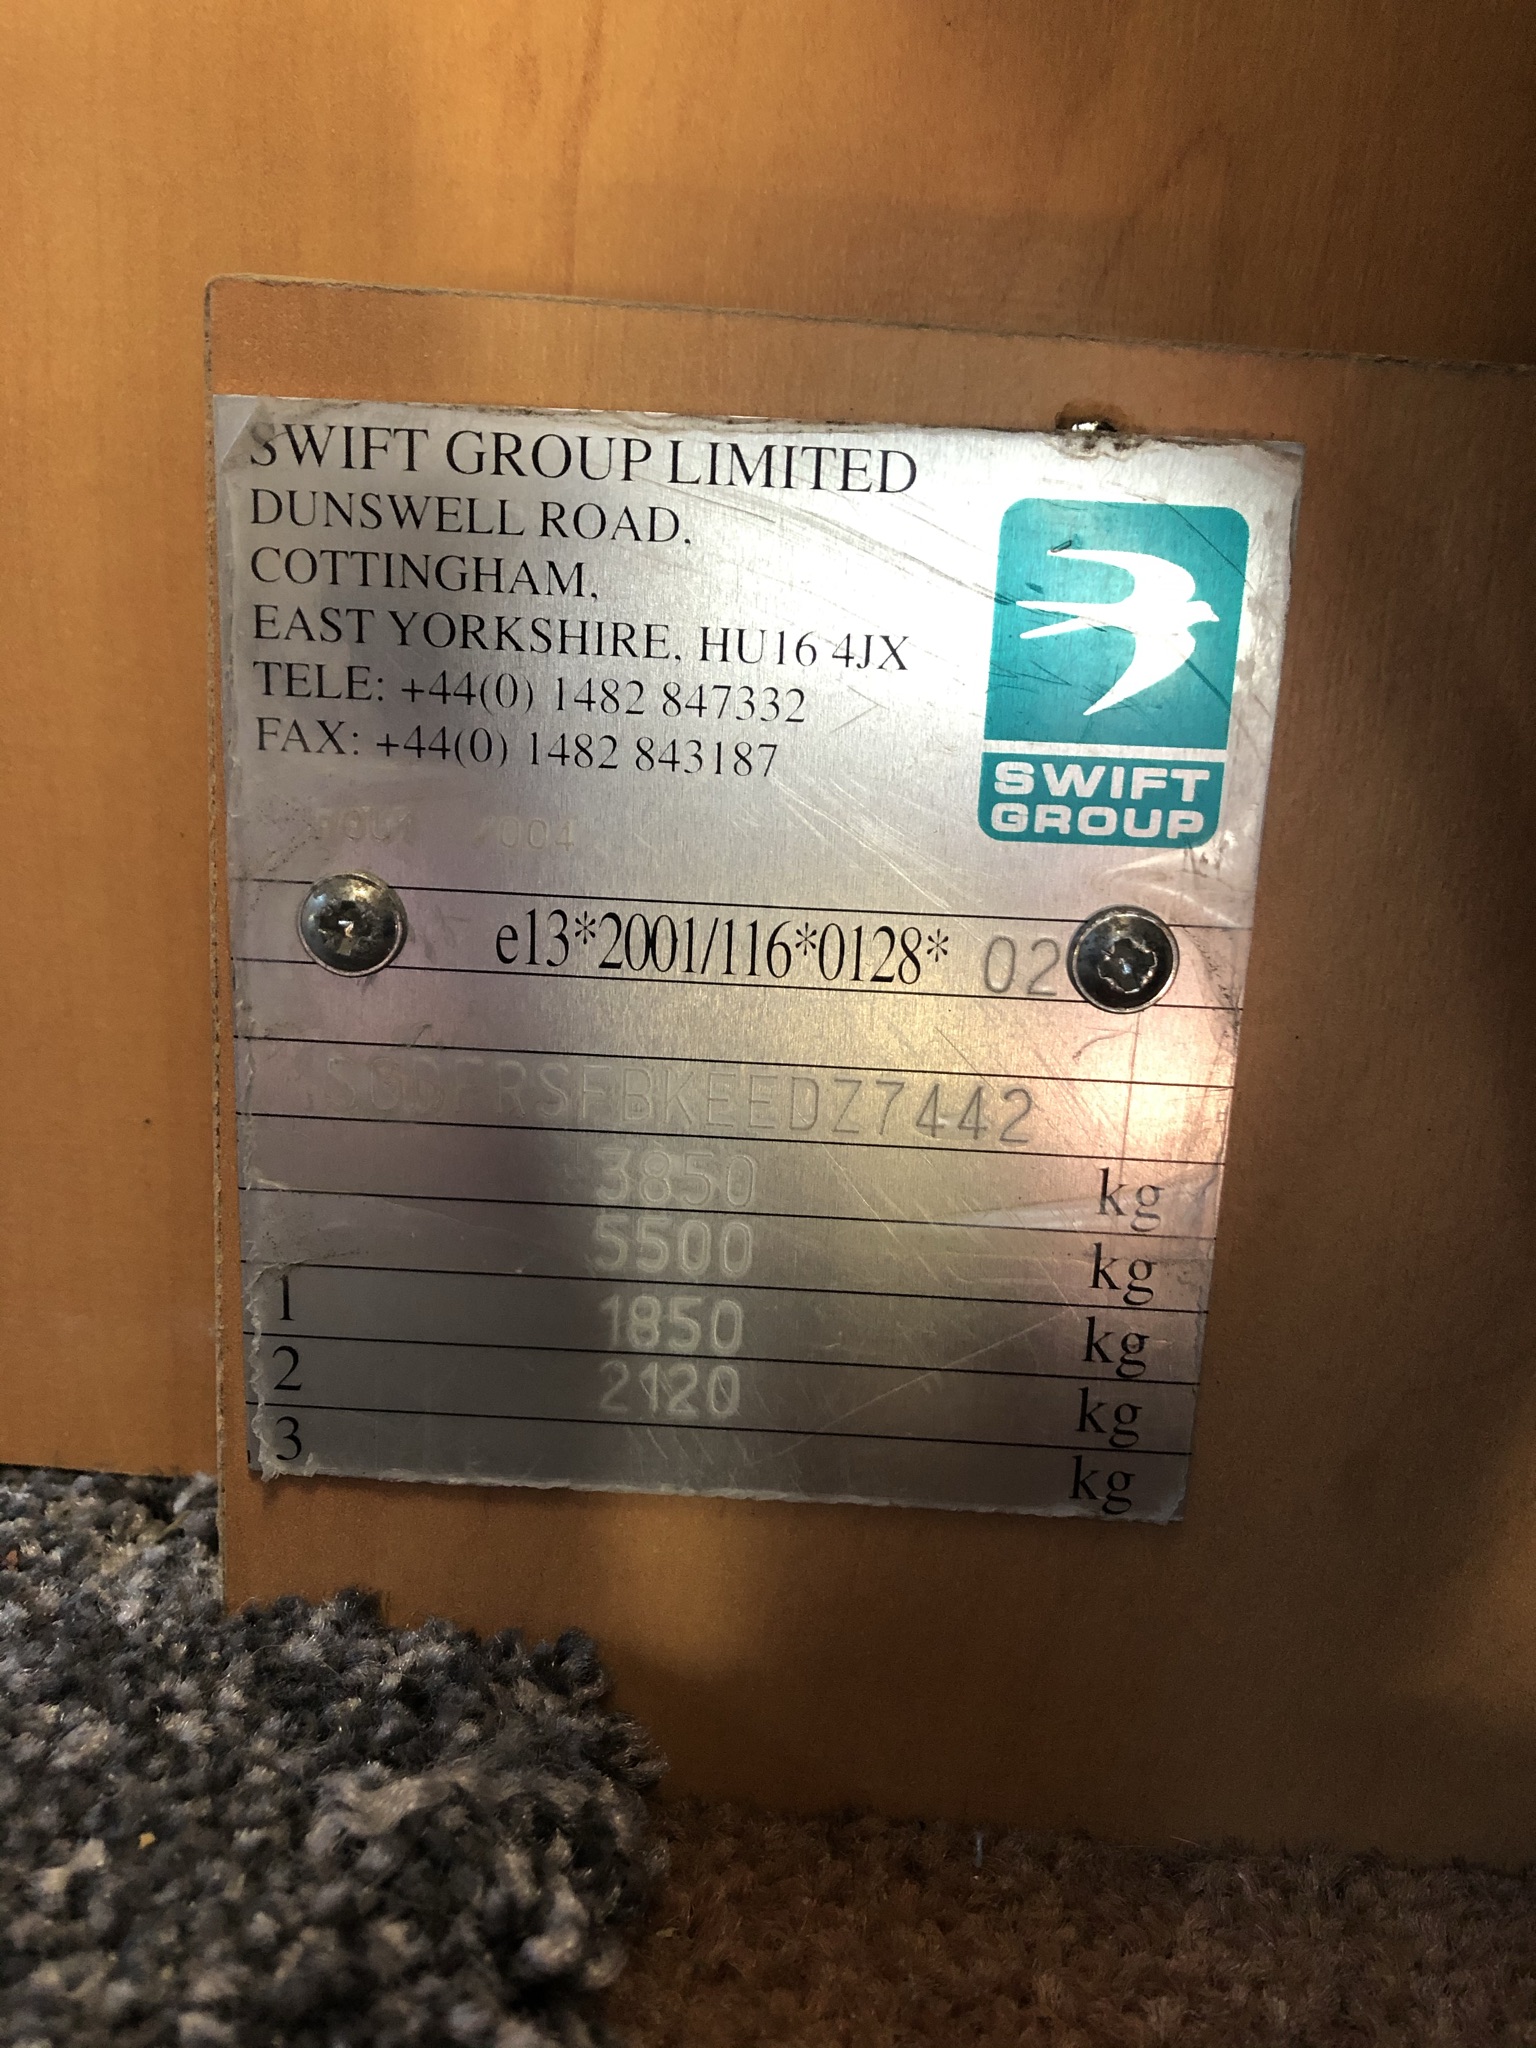 SWIFT GROUP LIMITED
DUNSWELL ROAD,
COTTINGHAM,
EAST YORKSHIRE, HU16 4JX
TELE: +44(0) 1482 847332
FAX: +44(0) 1482 843187
SWIFT
GROUP
2004
e13*2001/116*0128* 02
3850 kg
5500 kg
1 1850 kg
2 2120 kg
3 kg